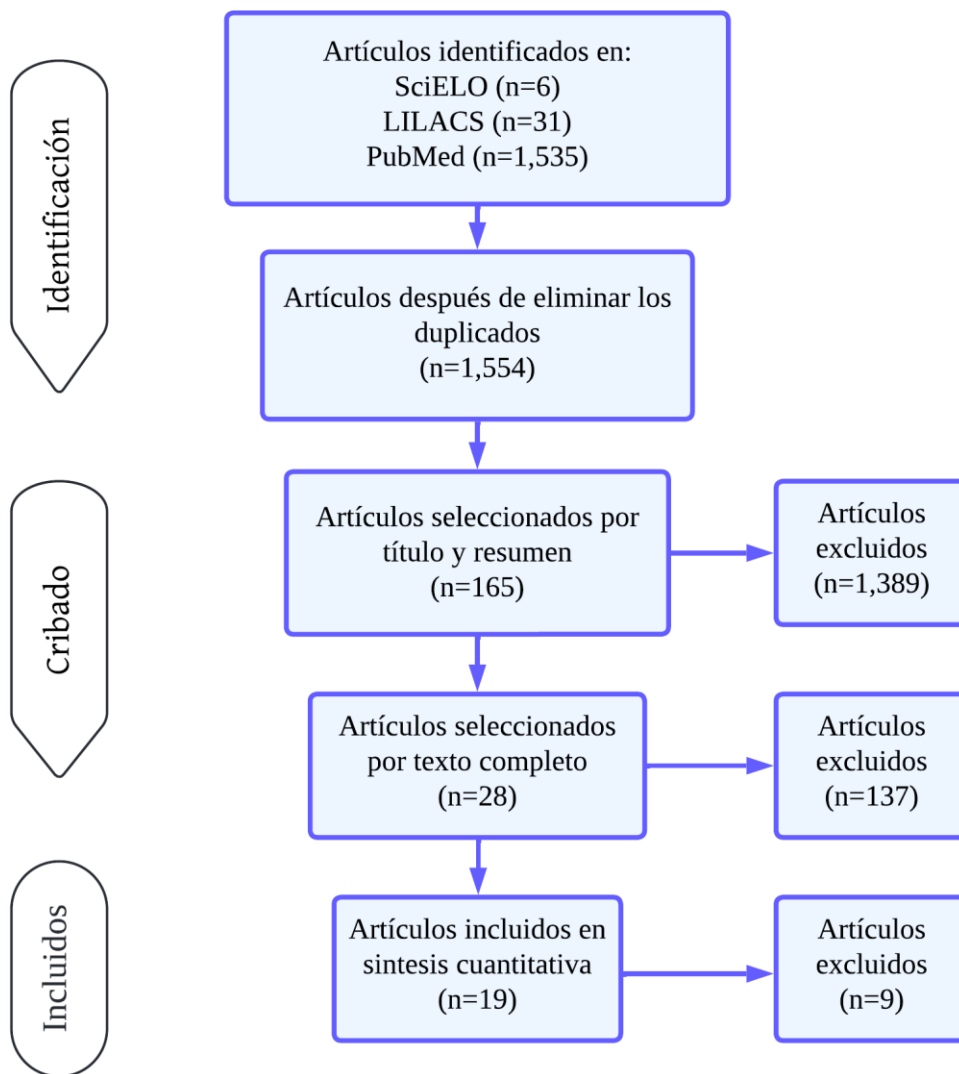 Identificación
Artículos identificados en:
SciELO (n=6)
LILACS (n=31)
PubMed (n=1,535)
Artículos después de eliminar los
duplicados
(n=1,554)
Cribado
Artículos seleccionados por
título y resumen
(n=165)
Artículos
excluidos
(n=1,389)
Artículos seleccionados
por texto completo
(n=28)
Artículos
excluidos
(n=137)
Incluidos
Artículos incluidos en
sintesis cuantitativa
(n=19)
Artículos
excluidos
(n=9)